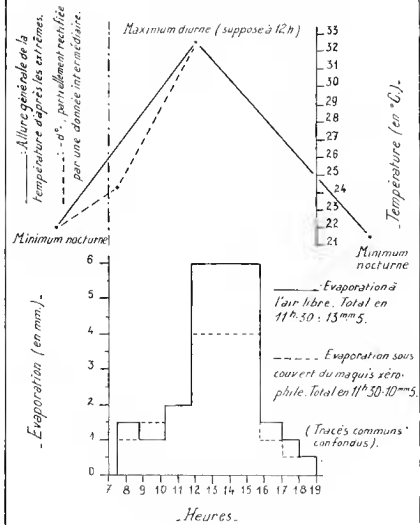 Allure générale de la
température d'après les extrêmes.
- d° - , partiellement rectifiée
par une donnée intermédiaire.
Maximum diurne (supposé à 12h)
33
32
31
30
29
28
27
26
25
24
23
22
21
Température (en °C)
Minimum nocturne
Minimum
nocturne
Evaporation (en mm.)
6
5
4
3
2
1
0
Evaporation à
l'air libre. Total en
11h.30 : 13mm5.
Evaporation sous
couvert du maquis xéro-
phile. Total en 11h30: 10mm5.
(Tracés communs
confondus).
7 8 9 10 11 12 13 14 15 16 17 18 19
Heures